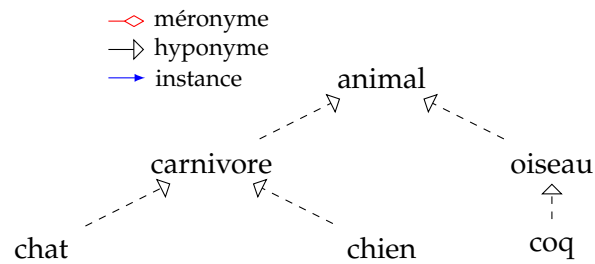 méronyme
hyponyme
instance
animal
carnivore oiseau
chat chien coq